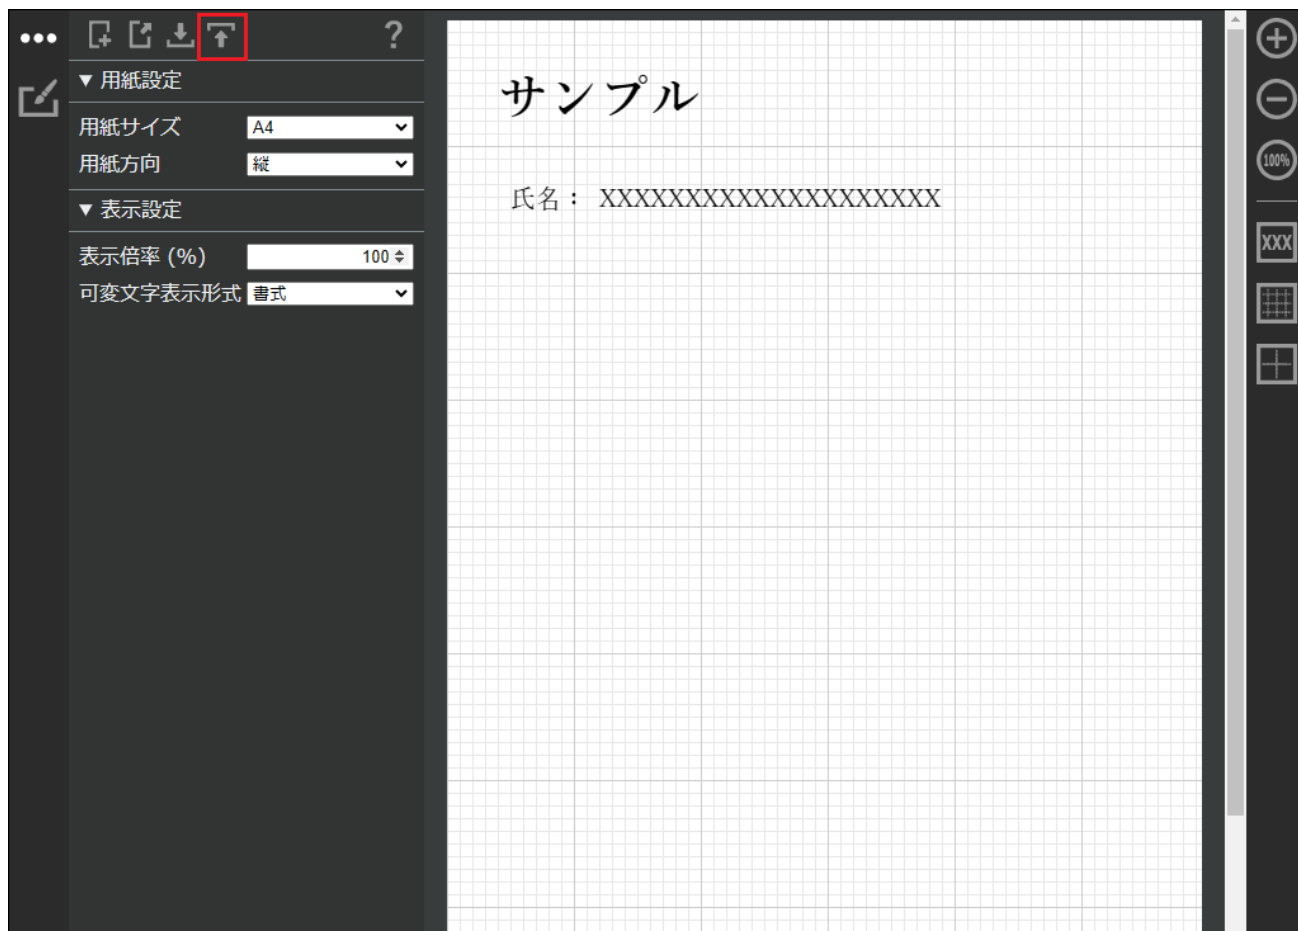 ?
▼ 用紙設定
用紙サイズ A4
用紙方向 縦
▼ 表示設定
表示倍率 (%) 100
可変文字表示形式 書式
サンプル
氏名： XXXXXXXXXXXXXXXXXXXX
100%
XXX